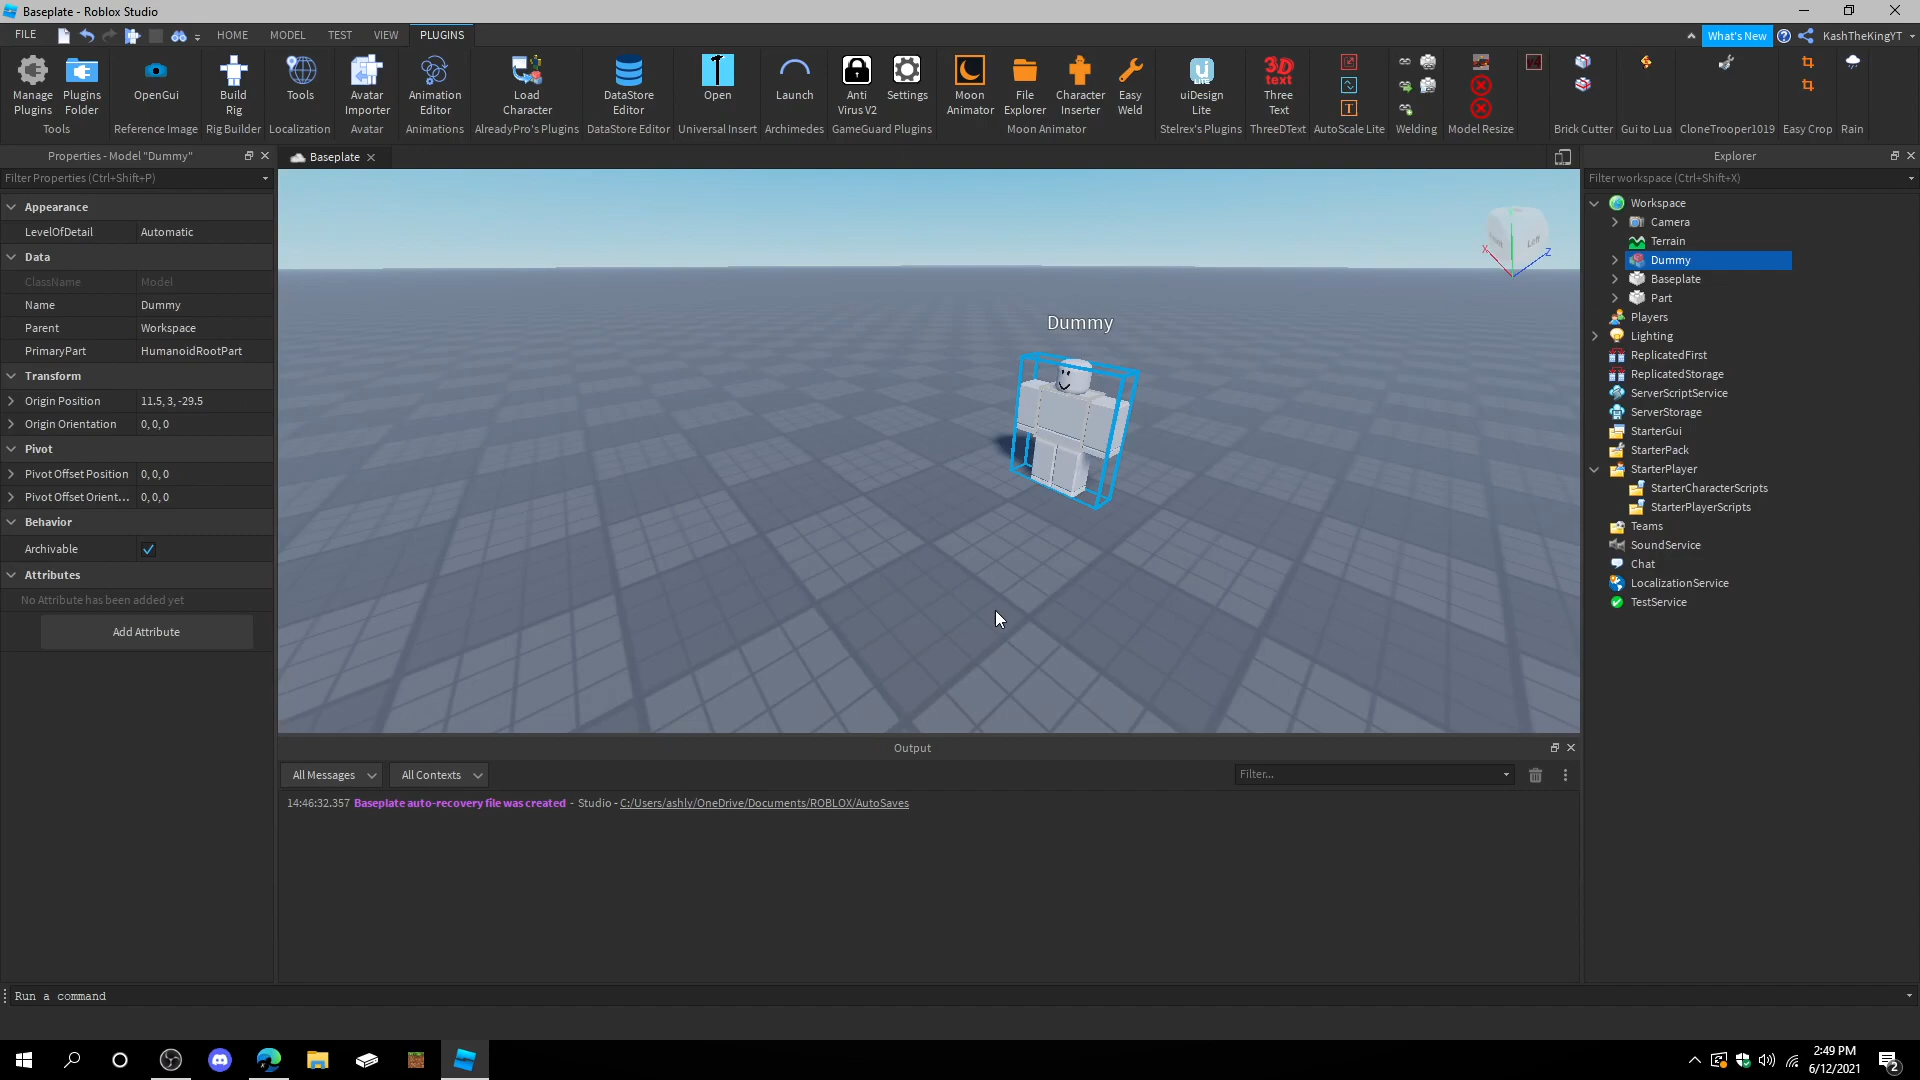 Baseplate - Roblox Studio
FILE HOME MODEL TEST VIEW PLUGINS What's New KashTheKingYT
Manage Plugins
Plugins Folder
OpenGui
Build Rig
Tools
Avatar Importer
Animation Editor
Load Character
DataStore Editor
Open
Launch
Anti Virus V2
Settings
Moon Animator
File Explorer
Character Inserter
Easy Weld
uiDesign Lite
Three Text
Tools Reference Image Rig Builder Localization Avatar Animations AlreadyPro's Plugins DataStore Editor Universal Insert Archimedes GameGuard Plugins Moon Animator Stelrex's Plugins ThreeDText AutoScale Lite Welding Model Resize Brick Cutter Gui to Lua CloneTrooper1019 Easy Crop Rain
Properties - Model "Dummy"
Filter Properties (Ctrl+Shift+P)
Appearance
LevelOfDetail Automatic
Data
ClassName Model
Name Dummy
Parent Workspace
PrimaryPart HumanoidRootPart
Transform
Origin Position 11.5, 3, -29.5
Origin Orientation 0, 0, 0
Pivot
Pivot Offset Position 0, 0, 0
Pivot Offset Orient... 0, 0, 0
Behavior
Archivable
Attributes
No Attribute has been added yet
Add Attribute
Baseplate
Dummy
Left
X
Z
Output
All Messages All Contexts Filter...
14:46:32.357 Baseplate auto-recovery file was created - Studio - C:/Users/ashly/OneDrive/Documents/ROBLOX/AutoSaves
Explorer
Filter workspace (Ctrl+Shift+X)
Workspace
Camera
Terrain
Dummy
Baseplate
Part
Players
Lighting
ReplicatedFirst
ReplicatedStorage
ServerScriptService
ServerStorage
StarterGui
StarterPack
StarterPlayer
StarterCharacterScripts
StarterPlayerScripts
Teams
SoundService
Chat
LocalizationService
TestService
Run a command
2:49 PM
6/12/2021
2